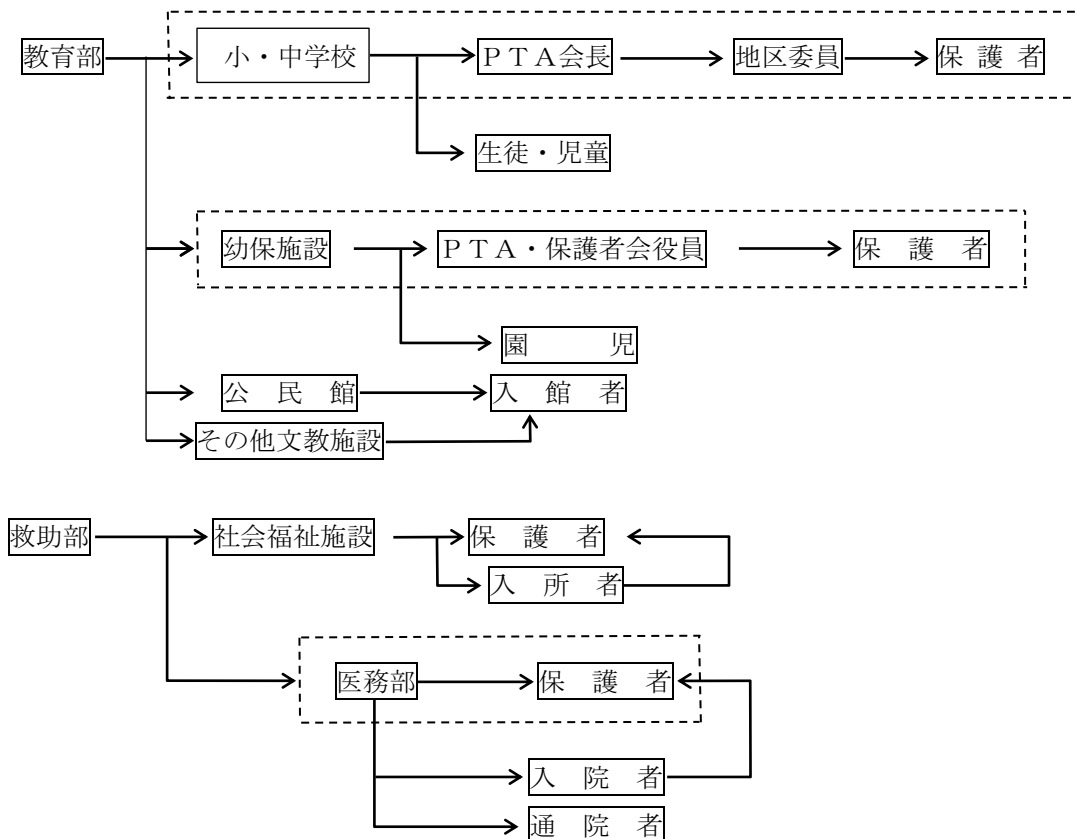 教育部 小・中学校 ＰＴＡ会長 地区委員 保護者
生徒・児童
幼保施設 ＰＴＡ・保護者会役員 保護者
園児
公民館 入館者
その他文教施設
救助部 社会福祉施設 保護者
入所者
医務部 保護者
入院者
通院者